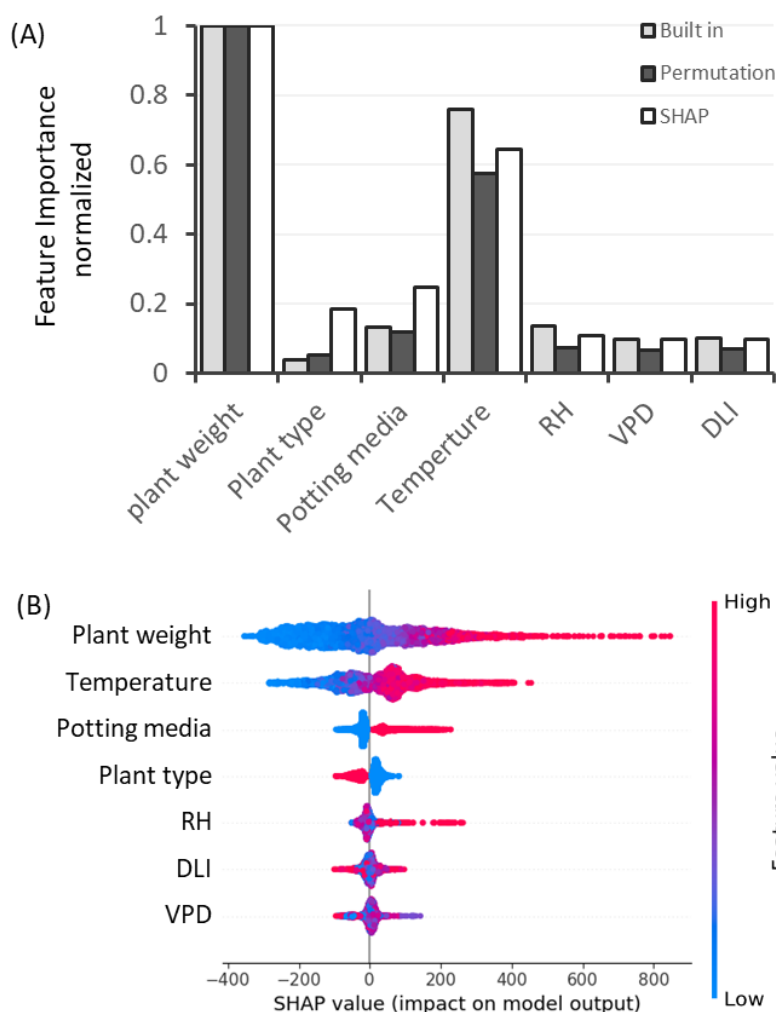 (A)
Feature Importance
normalized
1
0.8
0.6
0.4
0.2
0
Built in
Permutation
SHAP
plant weight
Plant type
Potting media
Temperture
RH
VPD
DLI
(B)
Plant weight
Temperature
Potting media
Plant type
RH
DLI
VPD
−400
−200
0
200
400
600
800
SHAP value (impact on model output)
High
Low